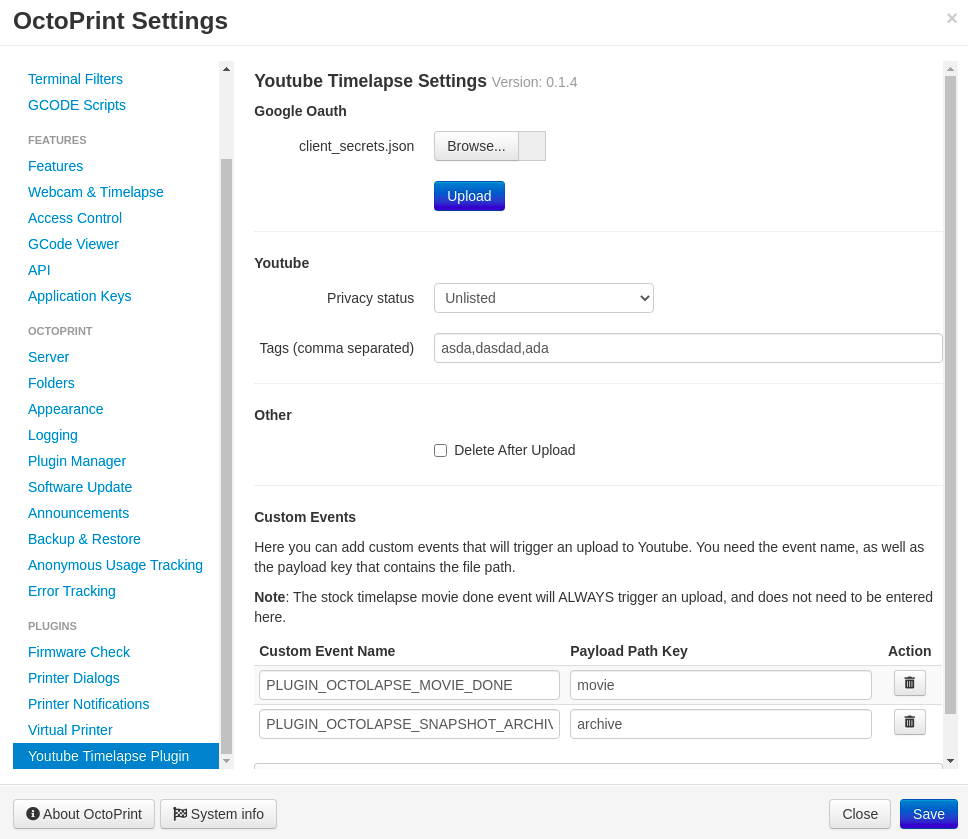 OctoPrint Settings
×
Terminal Filters
GCODE Scripts
FEATURES
Features
Webcam & Timelapse
Access Control
GCode Viewer
API
Application Keys
OCTOPRINT
Server
Folders
Appearance
Logging
Plugin Manager
Software Update
Announcements
Backup & Restore
Anonymous Usage Tracking
Error Tracking
PLUGINS
Firmware Check
Printer Dialogs
Printer Notifications
Virtual Printer
Youtube Timelapse Plugin
Youtube Timelapse Settings Version: 0.1.4
Google Oauth
client_secrets.json Browse...
Upload
Youtube
Privacy status Unlisted
Tags (comma separated) asda,dasdad,ada
Other
Delete After Upload
Custom Events
Here you can add custom events that will trigger an upload to Youtube. You need the event name, as well as
the payload key that contains the file path.
Note: The stock timelapse movie done event will ALWAYS trigger an upload, and does not need to be entered
here.
Custom Event Name Payload Path Key Action
PLUGIN_OCTOLAPSE_MOVIE_DONE movie
PLUGIN_OCTOLAPSE_SNAPSHOT_ARCHIV archive
About OctoPrint System info Close Save